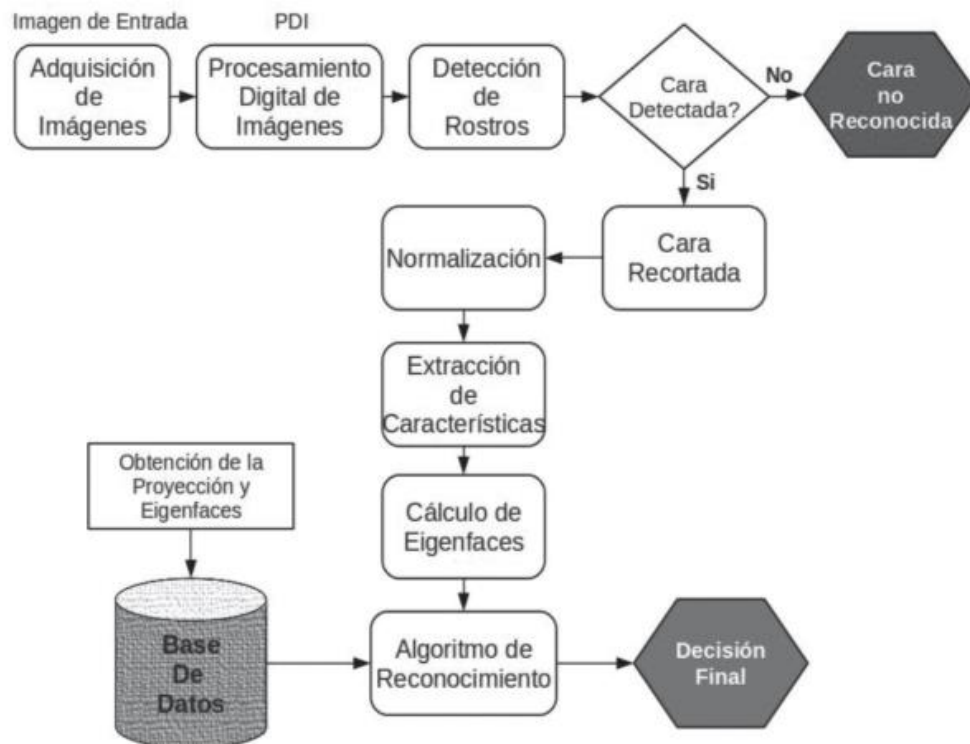 Imagen de Entrada
PDI
Adquisición
de
Imágenes
Procesamiento
Digital de
Imágenes
Detección
de
Rostros
Cara
Detectada?
No
Cara
no
Reconocida
Si
Cara
Recortada
Normalización
Extracción
de
Característícas
Obtención de la
Proyección y
Eigenfaces
Cálculo de
Eigenfaces
Base
De
Datos
Algoritmo de
Reconocimiento
Decisión
Final